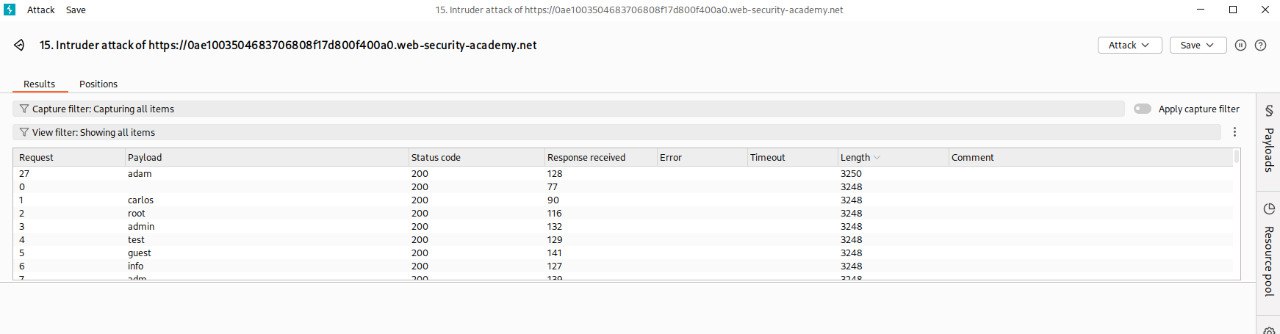 Attack Save 15. Intruder attack of https://0ae1003504683706808f17d800f400a0.web-security-academy.net
15. Intruder attack of https://0ae1003504683706808f17d800f400a0.web-security-academy.net Attack Save
Results Positions
Capture filter: Capturing all items Apply capture filter
View filter: Showing all items
Request Payload Status code Response received Error Timeout Length Comment
27 adam 200 128 3250
0 200 77 3248
1 carlos 200 90 3248
2 root 200 116 3248
3 admin 200 132 3248
4 test 200 129 3248
5 guest 200 141 3248
6 info 200 127 3248
7 adm 200 139 3248
Payloads
Resource pool